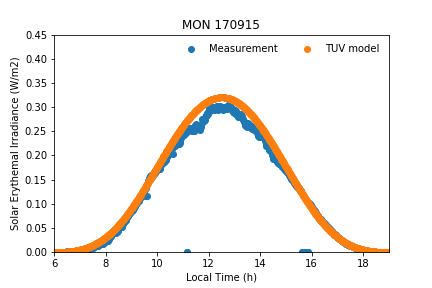 MON 170915
Measurement TUV model
Solar Erythemal Irradiance (W/m2)
0.45
0.40
0.35
0.30
0.25
0.20
0.15
0.10
0.05
0.00
6 8 10 12 14 16 18
Local Time (h)